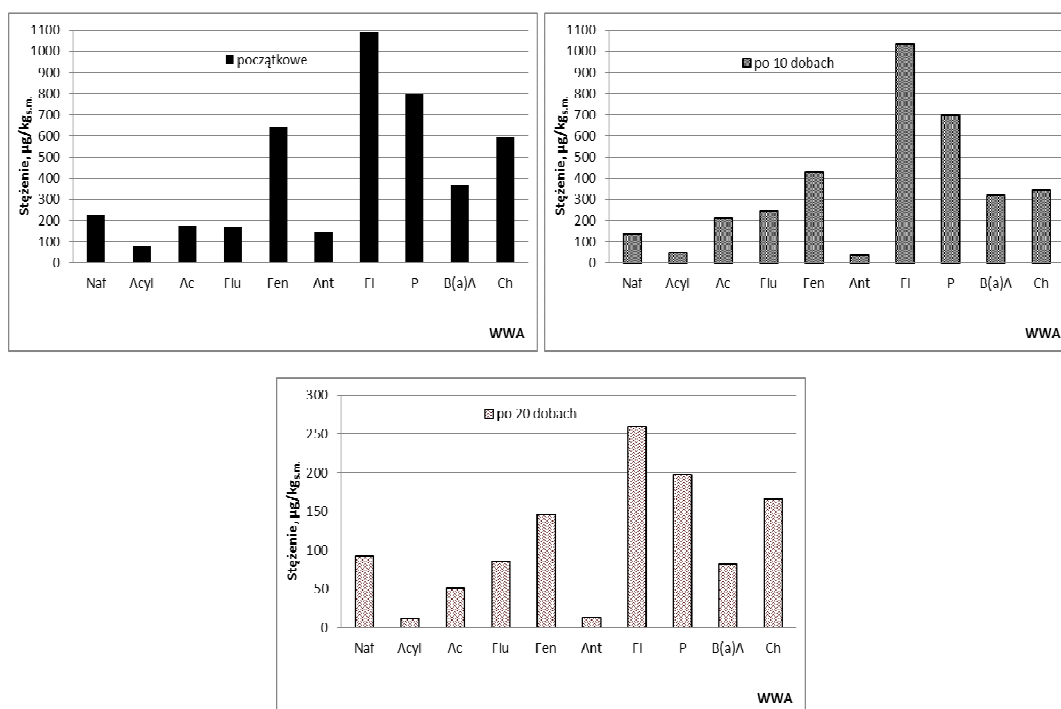 początkowe
Stężenie, µg/kg s.m.
1100
1000
900
800
700
600
500
400
300
200
100
0
Naf Acyl Ac Flu Fen Ant Fl P B(a)A Ch
WWA
po 10 dobach
Stężenie, µg/kg s.m.
1100
1000
900
800
700
600
500
400
300
200
100
0
Naf Acyl Ac Flu Fen Ant Fl P B(a)A Ch
WWA
po 20 dobach
Stężenie, µg/kg s.m.
300
250
200
150
100
50
0
Naf Acyl Ac Flu Fen Ant Fl P B(a)A Ch
WWA